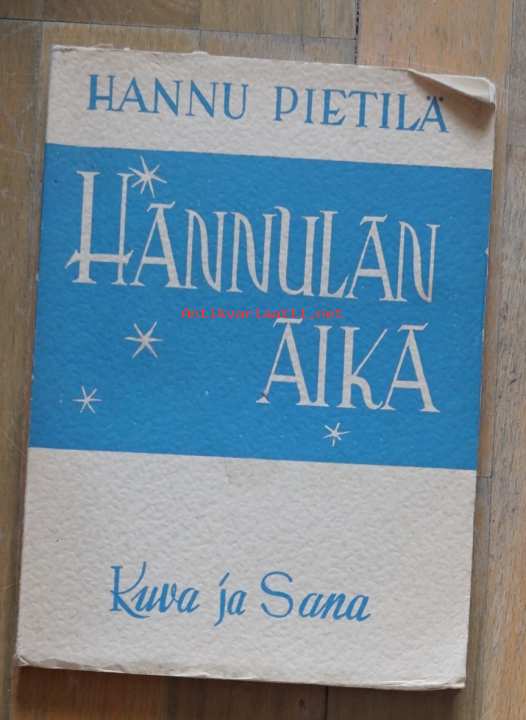 HANNU PIETILÄ
HANNULAN
Antikvariaatti.net
AIKA
Kuva ja Sana